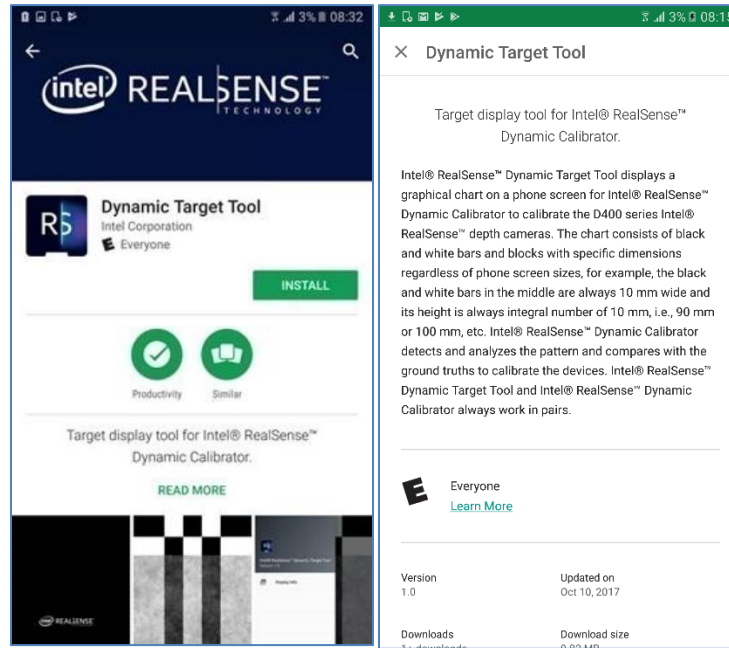 3% 08:32
intel REALSENSE™
TECHNOLOGY
Dynamic Target Tool
Intel Corporation
E Everyone
INSTALL
Productivity Similar
Target display tool for Intel® RealSense™
Dynamic Calibrator.
READ MORE
REALSENSE
3% 08:15
Dynamic Target Tool
Target display tool for Intel® RealSense™
Dynamic Calibrator.
Intel® RealSense™ Dynamic Target Tool displays a
graphical chart on a phone screen for Intel® RealSense™
Dynamic Calibrator to calibrate the D400 series Intel®
RealSense™ depth cameras. The chart consists of black
and white bars and blocks with specific dimensions
regardless of phone screen sizes, for example, the black
and white bars in the middle are always 10 mm wide and
its height is always integral number of 10 mm, i.e., 90 mm
or 100 mm, etc. Intel® RealSense™ Dynamic Calibrator
detects and analyzes the pattern and compares with the
ground truths to calibrate the devices. Intel® RealSense™
Dynamic Target Tool and Intel® RealSense™ Dynamic
Calibrator always work in pairs.
E Everyone
Learn More
Version Updated on
1.0 Oct 10, 2017
Downloads Download size